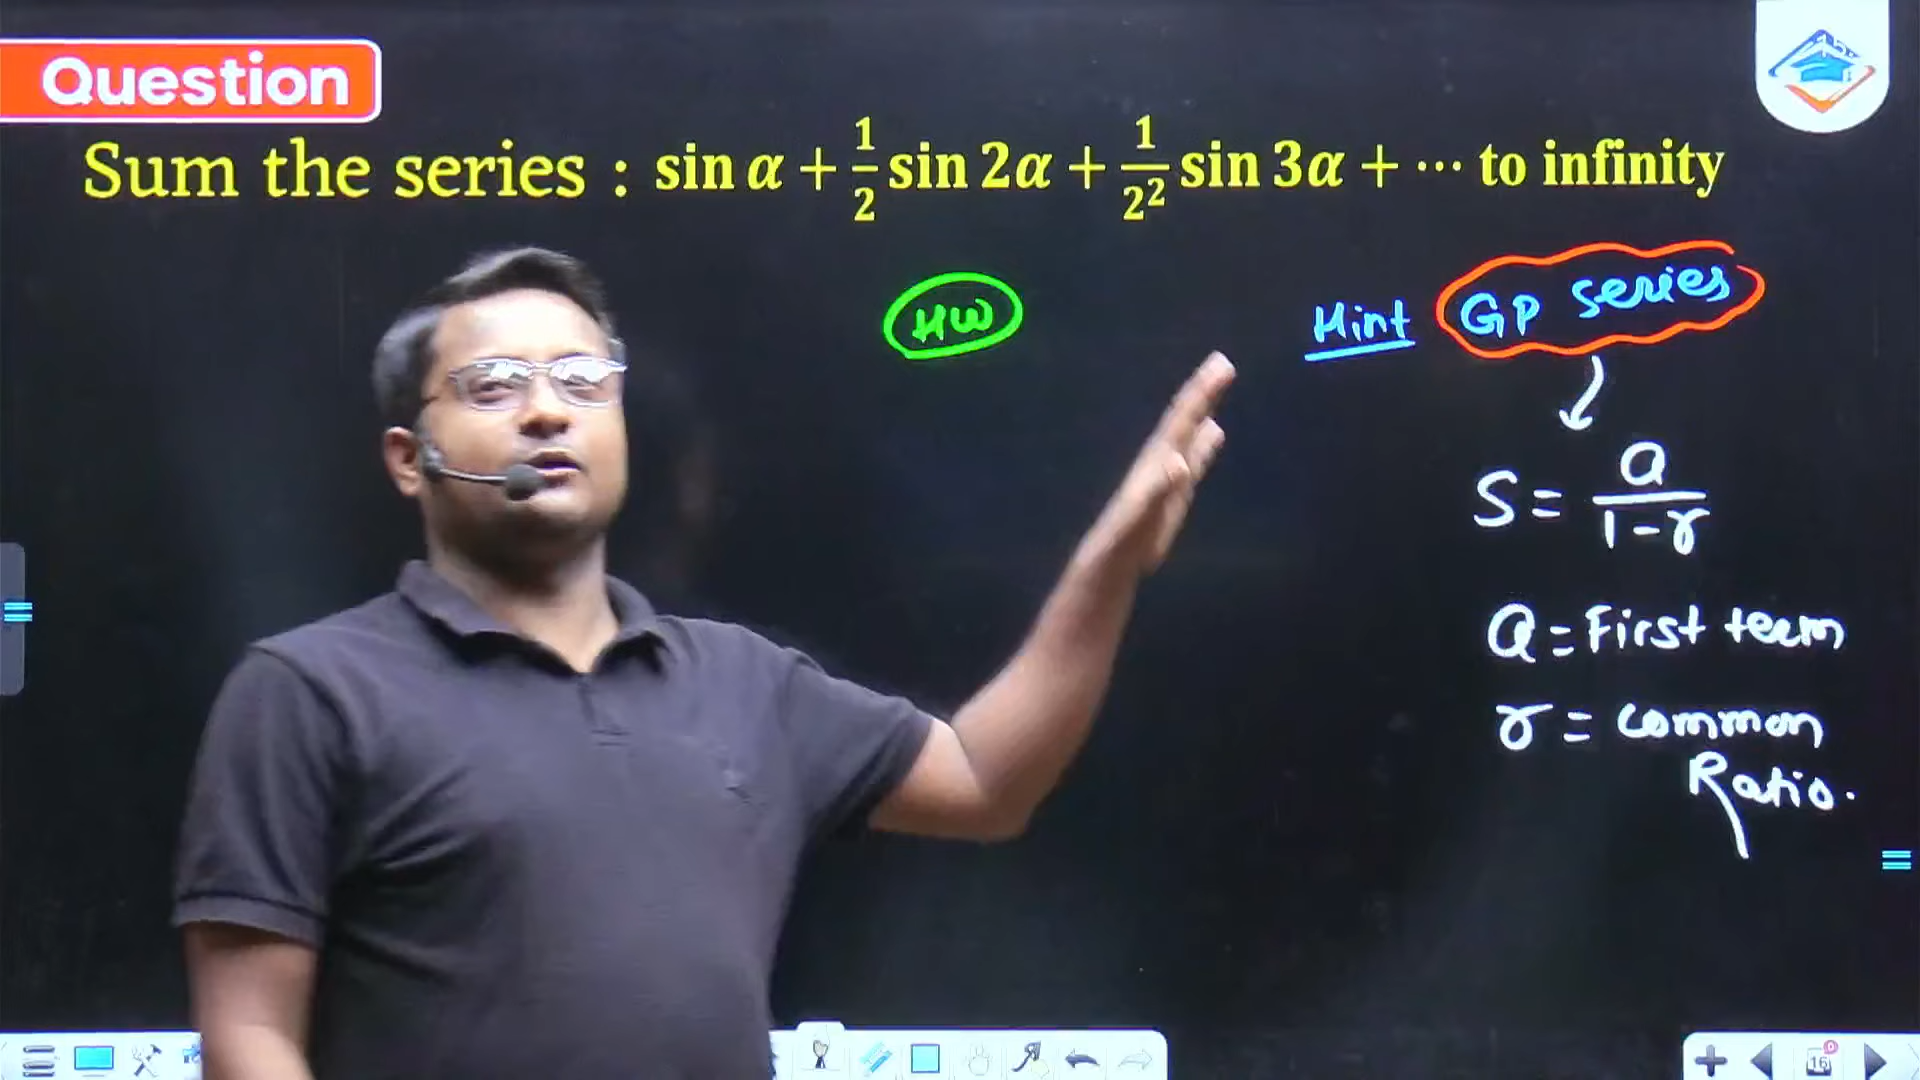 Question
Sum the series : sin α + 1/2 sin 2α + 1/2² sin 3α + ⋯ to infinity
HW
Hint GP series
S = a/1-r
a = First term
r = common
Ratio.
16